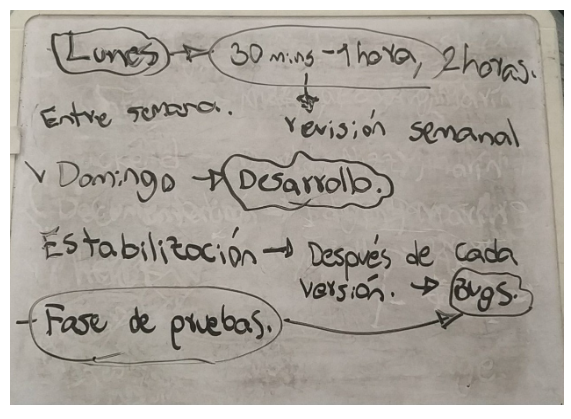 Lunes → 30 mins - 1 hora, 2 horas.
Entre semana.
revisión semanal
Domingo → Desarrollo.
Estabilización → Después de cada
versión. → Bugs.
- Fase de pruebas.